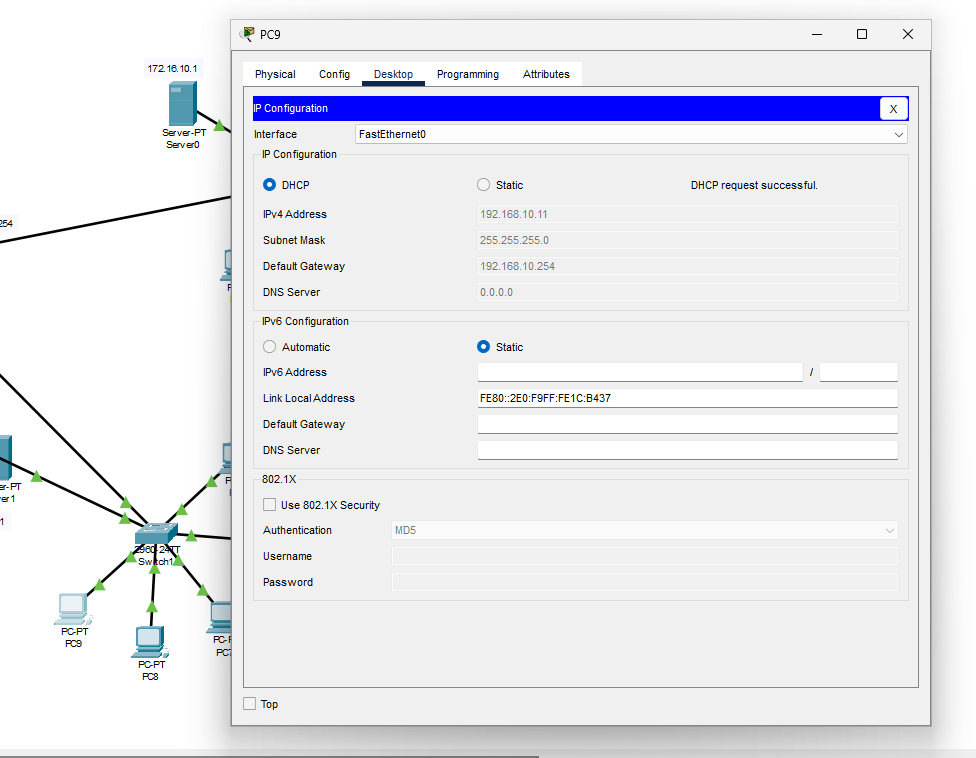 PC9
Physical Config Desktop Programming Attributes
IP Configuration X
Interface FastEthernet0
IP Configuration
DHCP Static DHCP request successful.
IPv4 Address 192.168.10.11
Subnet Mask 255.255.255.0
Default Gateway 192.168.10.254
DNS Server 0.0.0.0
IPv6 Configuration
Automatic Static
IPv6 Address /
Link Local Address FE80::2E0:F9FF:FE1C:B437
Default Gateway
DNS Server
802.1X
Use 802.1X Security
Authentication MD5
Username
Password
Top
172.16.10.1
Server-PT
Server0
254
er-PT
ver1
1
2960-24TT
Switch1
PC-PT
PC9
PC-PT
PC8
PC-P
PC7